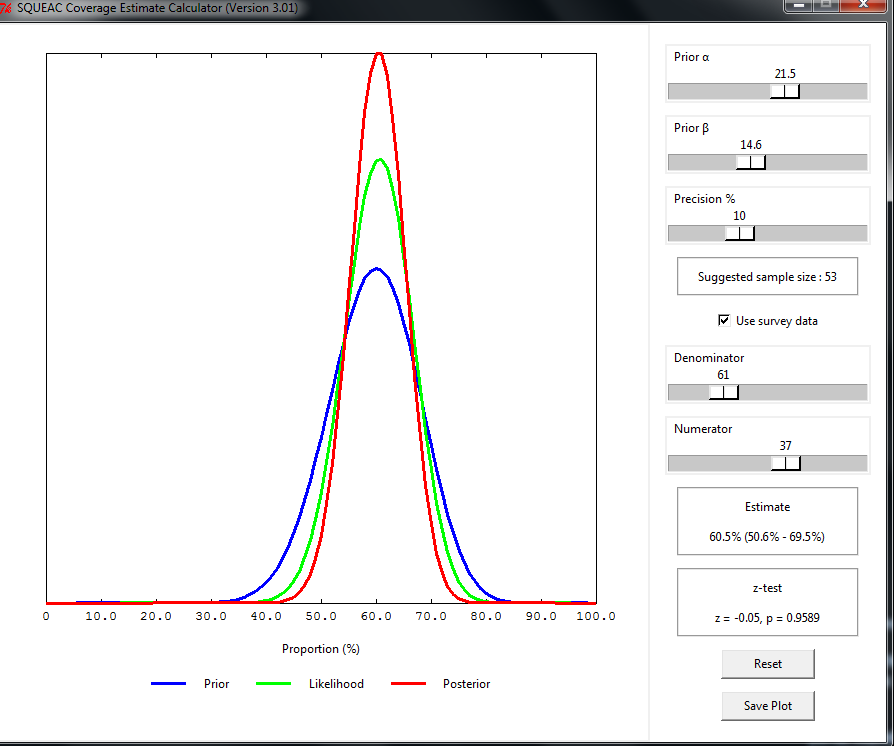 SQUEAC Coverage Estimate Calculator (Version 3.01)
Prior α
21.5
Prior β
14.6
Precision %
10
Suggested sample size : 53
Use survey data
Denominator
61
Numerator
37
Estimate
60.5% (50.6% - 69.5%)
z-test
z = -0.05, p = 0.9589
Reset
Save Plot
0 10.0 20.0 30.0 40.0 50.0 60.0 70.0 80.0 90.0 100.0
Proportion (%)
Prior Likelihood Posterior